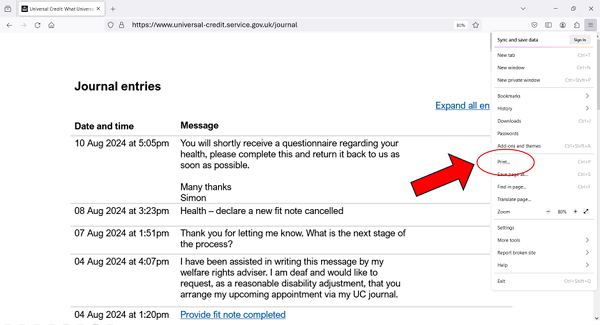 Universal Credit: What Universal
https://www.universal-credit.service.gov.uk/journal
80%
Sync and save data
Sign In
New tab
Ctrl+T
New window
Ctrl+N
New private window
Ctrl+Shift+P
Bookmarks
History
Downloads
Ctrl+J
Passwords
Add-ons and themes
Ctrl+Shift+A
Print...
Ctrl+P
Save page as...
Ctrl+S
Find in page...
Ctrl+F
Translate page...
Zoom
80%
Settings
More tools
Report broken site
Help
Exit
Ctrl+Shift+Q
Journal entries
Expand all en
Date and time
Message
10 Aug 2024 at 5:05pm
You will shortly receive a questionnaire regarding your
health, please complete this and return it back to us as
soon as possible.
Many thanks
Simon
08 Aug 2024 at 3:23pm
Health – declare a new fit note cancelled
07 Aug 2024 at 1:51pm
Thank you for letting me know. What is the next stage of
the process?
04 Aug 2024 at 4:07pm
I have been assisted in writing this message by my
welfare rights adviser. I am deaf and would like to
request, as a reasonable disability adjustment, that you
arrange my upcoming appointment via my UC journal.
04 Aug 2024 at 1:20pm
Provide fit note completed